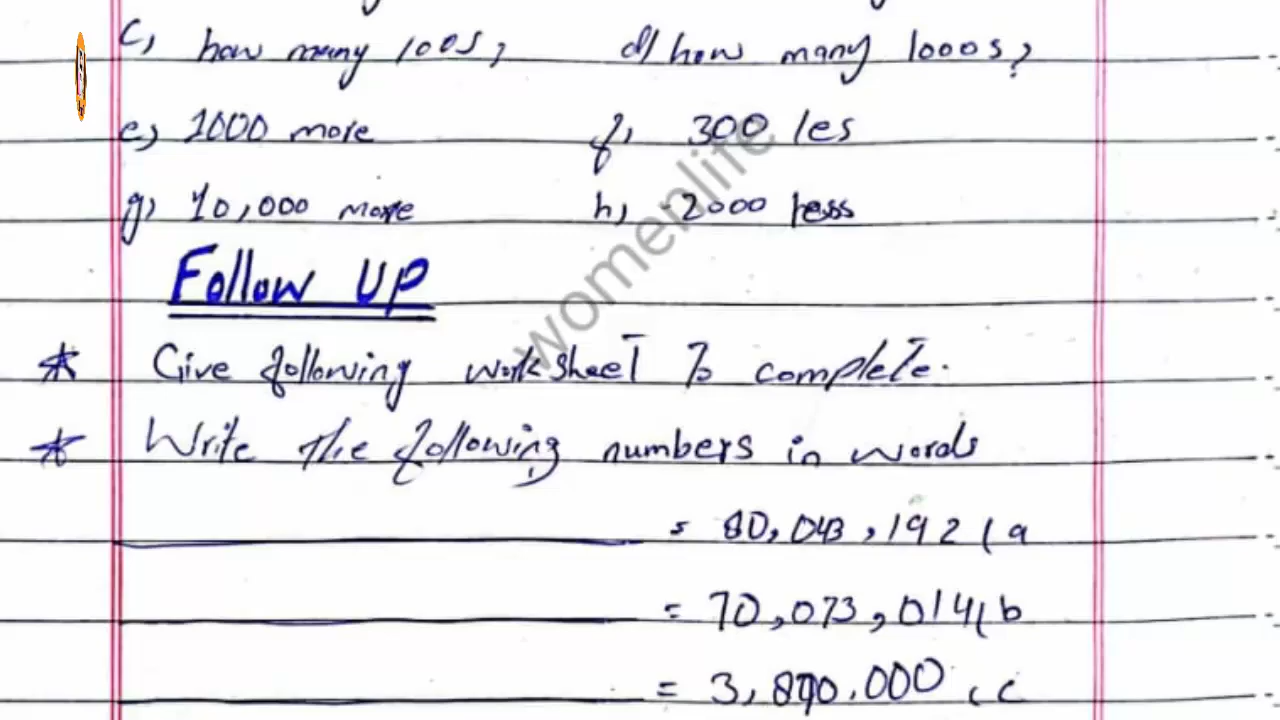 c) how many 100s?    d) how many 1000s?
e) 1000 more    f) 300 les
g) 10,000 more    h) 2000 less
Follow UP
* Give following worksheet To complete.
* Write the following numbers in words
= 80,043,192 ( a
= 70,073,014 ( b
= 3,890,000 ( c
womenlife